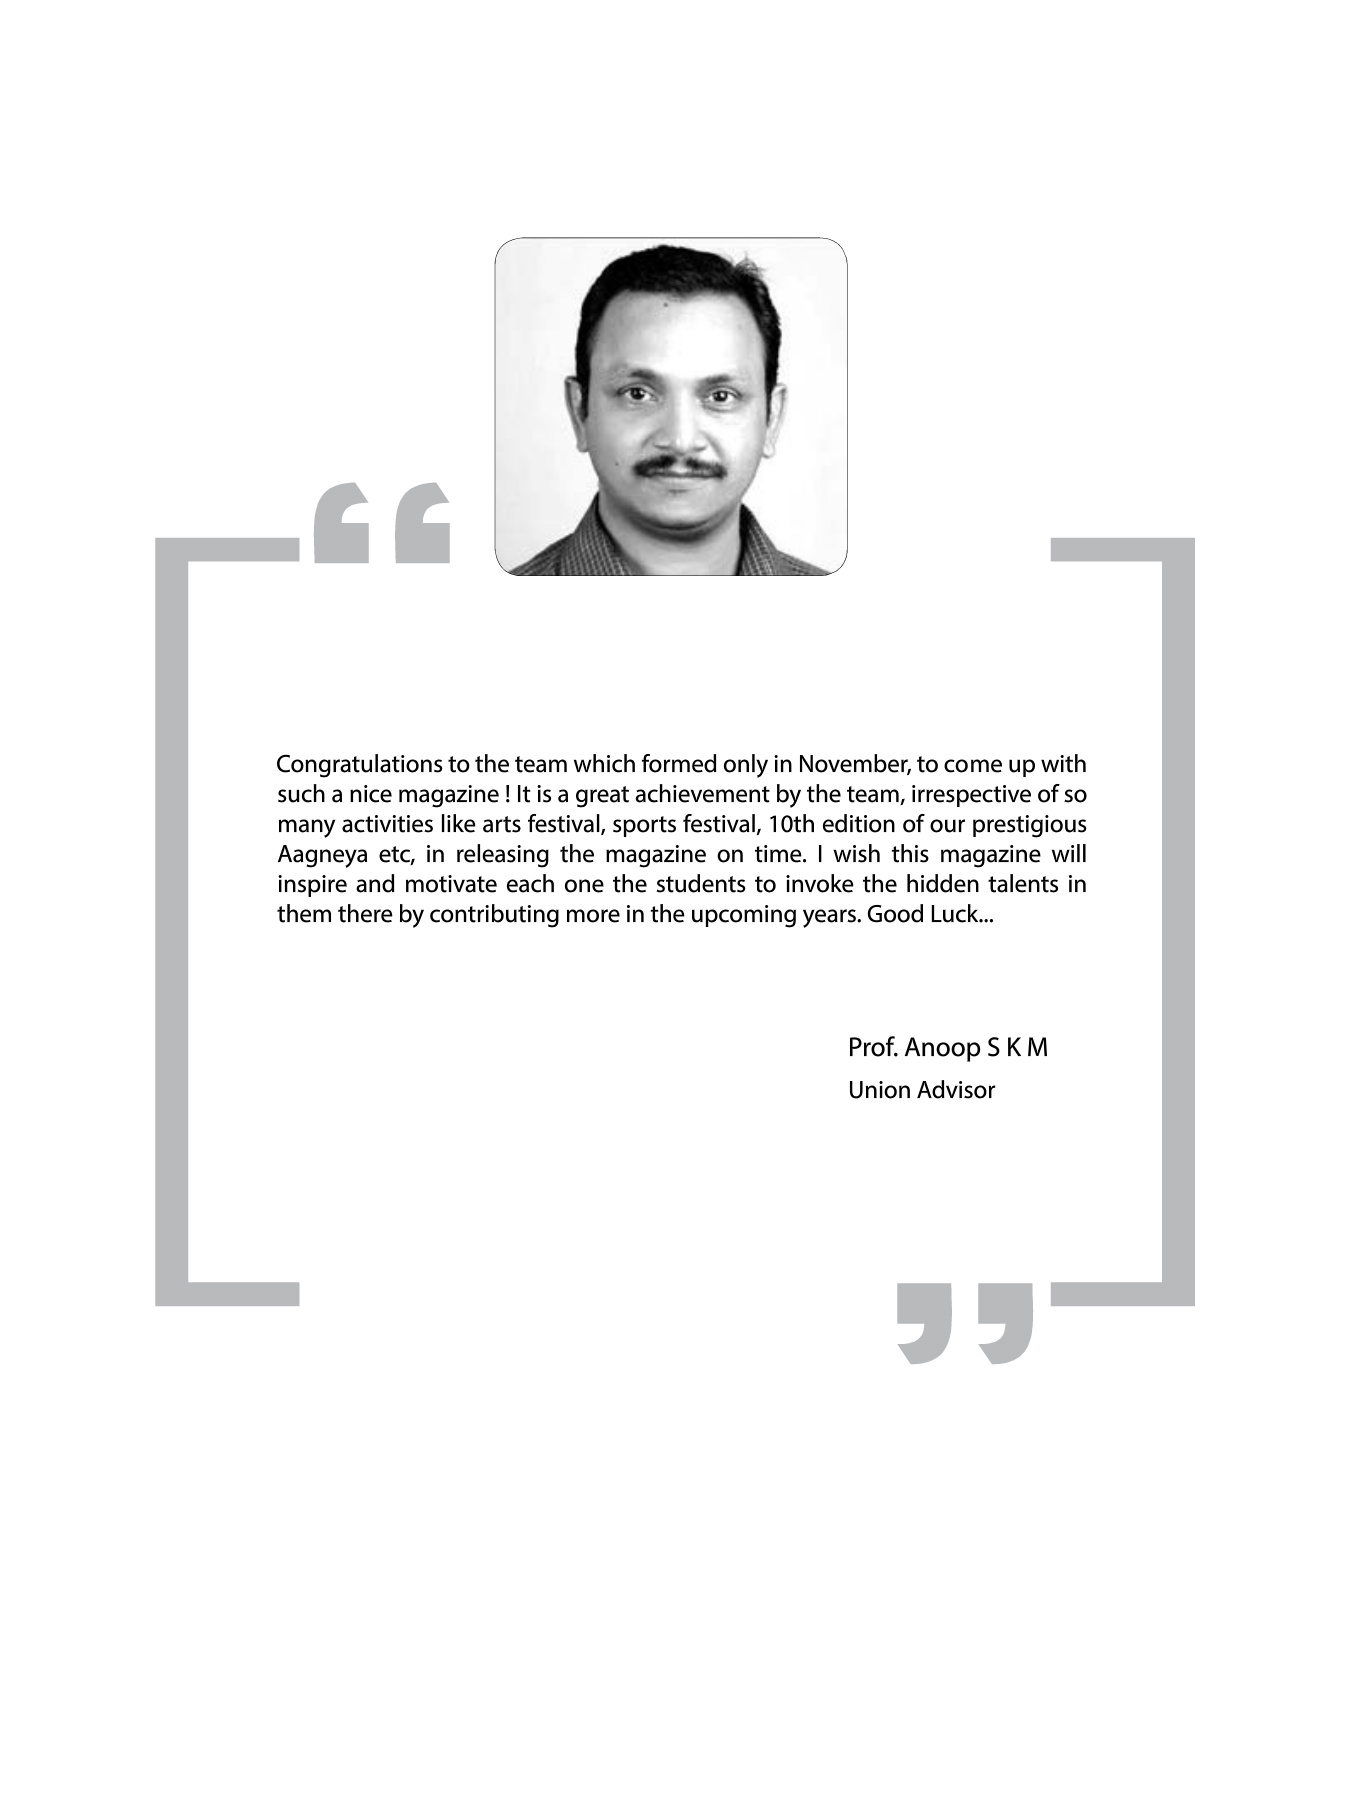 “
Congratulations to the team which formed only in November, to come up with
such a nice magazine ! It is a great achievement by the team, irrespective of so
many activities like arts festival, sports festival, 10th edition of our prestigious
Aagneya etc, in releasing the magazine on time. I wish this magazine will
inspire and motivate each one the students to invoke the hidden talents in
them there by contributing more in the upcoming years. Good Luck...
Prof. Anoop S K M
Union Advisor
”